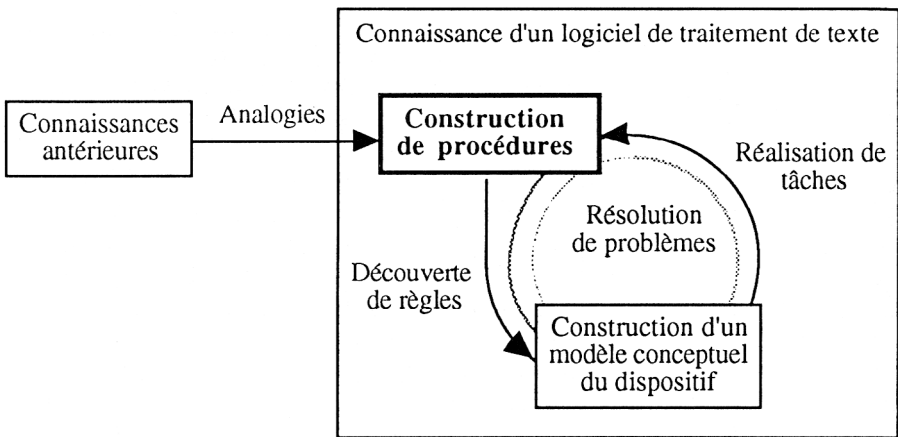 Connaissance d'un logiciel de traitement de texte
Connaissances
antérieures
Analogies
Construction
de procédures
Réalisation de
tâches
Résolution
de problèmes
Découverte
de règles
Construction d'un
modèle conceptuel
du dispositif